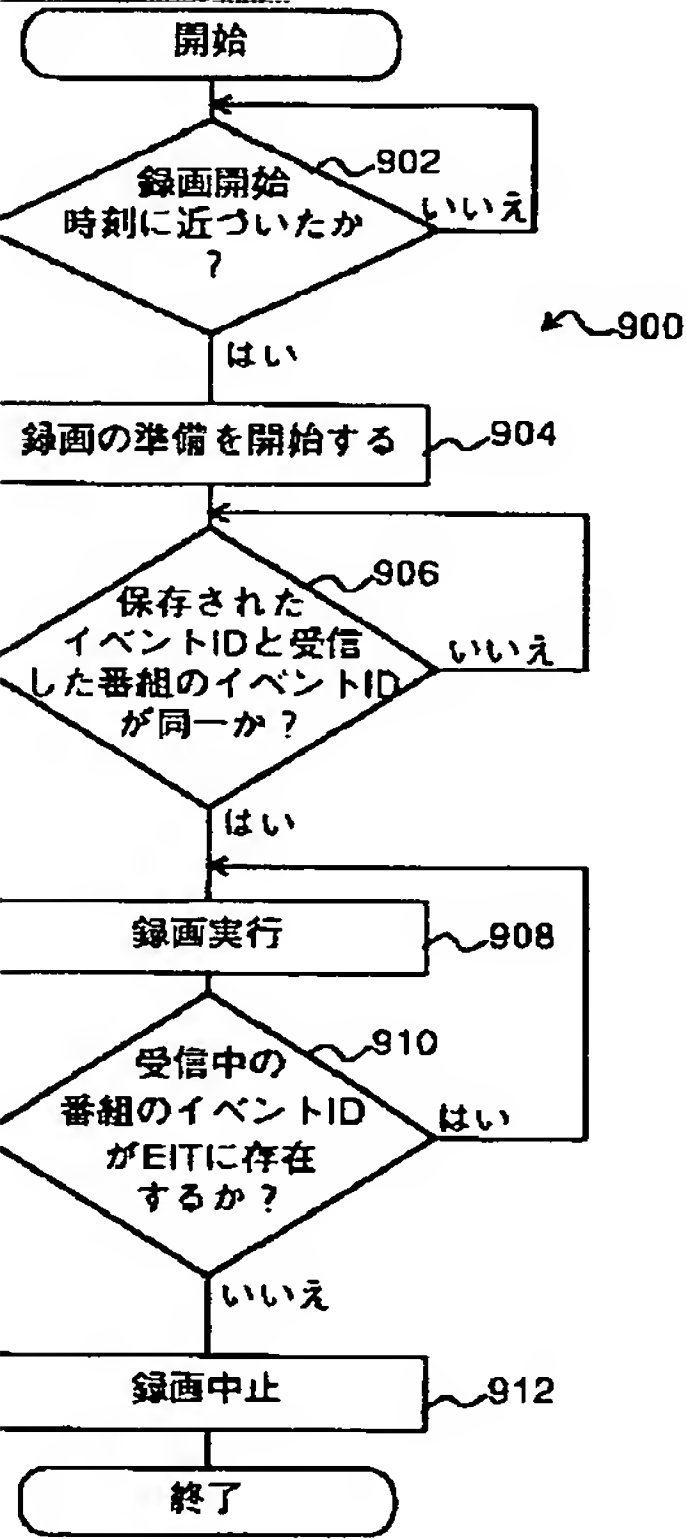 開始
902
録画開始
時刻に近づいたか
?
いいえ
900
はい
録画の準備を開始する
904
906
保存された
イベントIDと受信
した番組のイベントID
が同一か?
いいえ
はい
録画実行
908
910
受信中の
番組のイベントID
がEITに存在
するか?
はい
いいえ
録画中止
912
終了